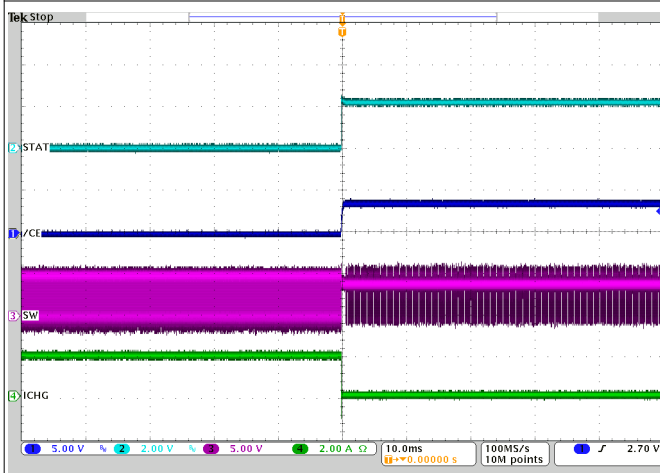 Tek Stop
T
T
2 STAT
1 /CE
3 SW
4 ICHG
1 5.00 V 2 2.00 V 3 5.00 V 4 2.00 A Ω
10.0ms
T→▼0.00000 s
100MS/s
10M points
1 2.70 V